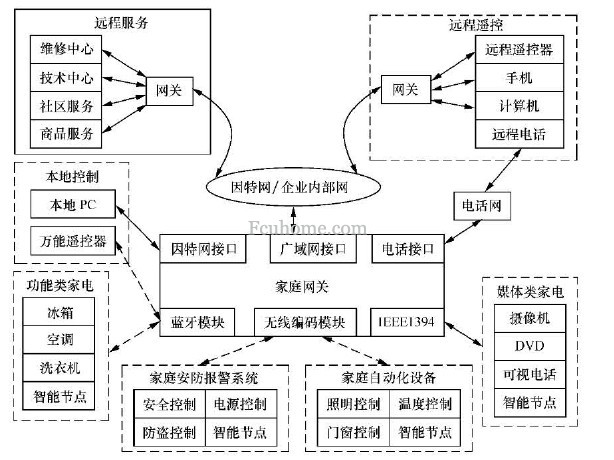 远程服务
维修中心
技术中心
社区服务
商品服务
网关
远程遥控
网关
远程遥控器
手机
计算机
远程电话
因特网/企业内部网
电话网
Fcuhome.com
本地控制
本地 PC
万能遥控器
因特网接口
广域网接口
电话接口
家庭网关
蓝牙模块
无线编码模块
IEEE1394
功能类家电
冰箱
空调
洗衣机
智能节点
媒体类家电
摄像机
DVD
可视电话
智能节点
家庭安防报警系统
安全控制 电源控制
防盗控制 智能节点
家庭自动化设备
照明控制 温度控制
门窗控制 智能节点